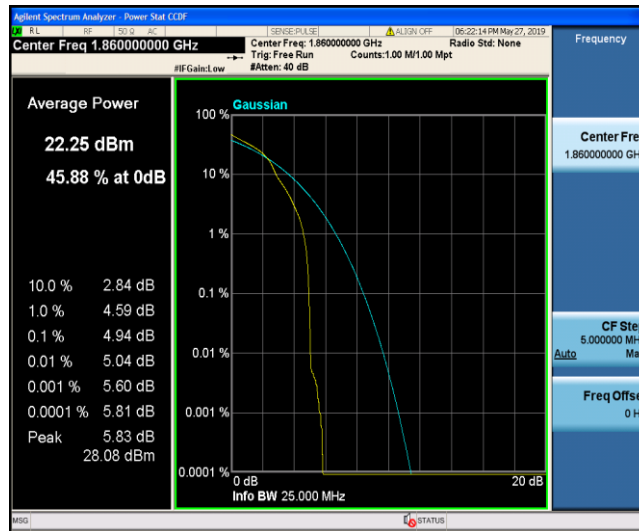 Agilent Spectrum Analyzer - Power Stat CCDF
RL RF 50 Ω AC SENSE:PULSE ALIGN OFF 06:22:14 PM May 27, 2019
Center Freq 1.860000000 GHz
Center Freq: 1.860000000 GHz Radio Std: None
Trig: Free Run Counts:1.00 M/1.00 Mpt
#IFGain:Low #Atten: 40 dB
Frequency
Average Power
22.25 dBm
45.88 % at 0dB
10.0 % 2.84 dB
1.0 % 4.59 dB
0.1 % 4.94 dB
0.01 % 5.04 dB
0.001 % 5.60 dB
0.0001 % 5.81 dB
Peak 5.83 dB
28.08 dBm
Gaussian
100 %
10 %
1 %
0.1 %
0.01 %
0.001 %
0.0001 %
0 dB 20 dB
Info BW 25.000 MHz
Center Fre
1.860000000 GH
CF Ste
5.000000 MH
Auto Ma
Freq Offse
0 H
MSG STATUS